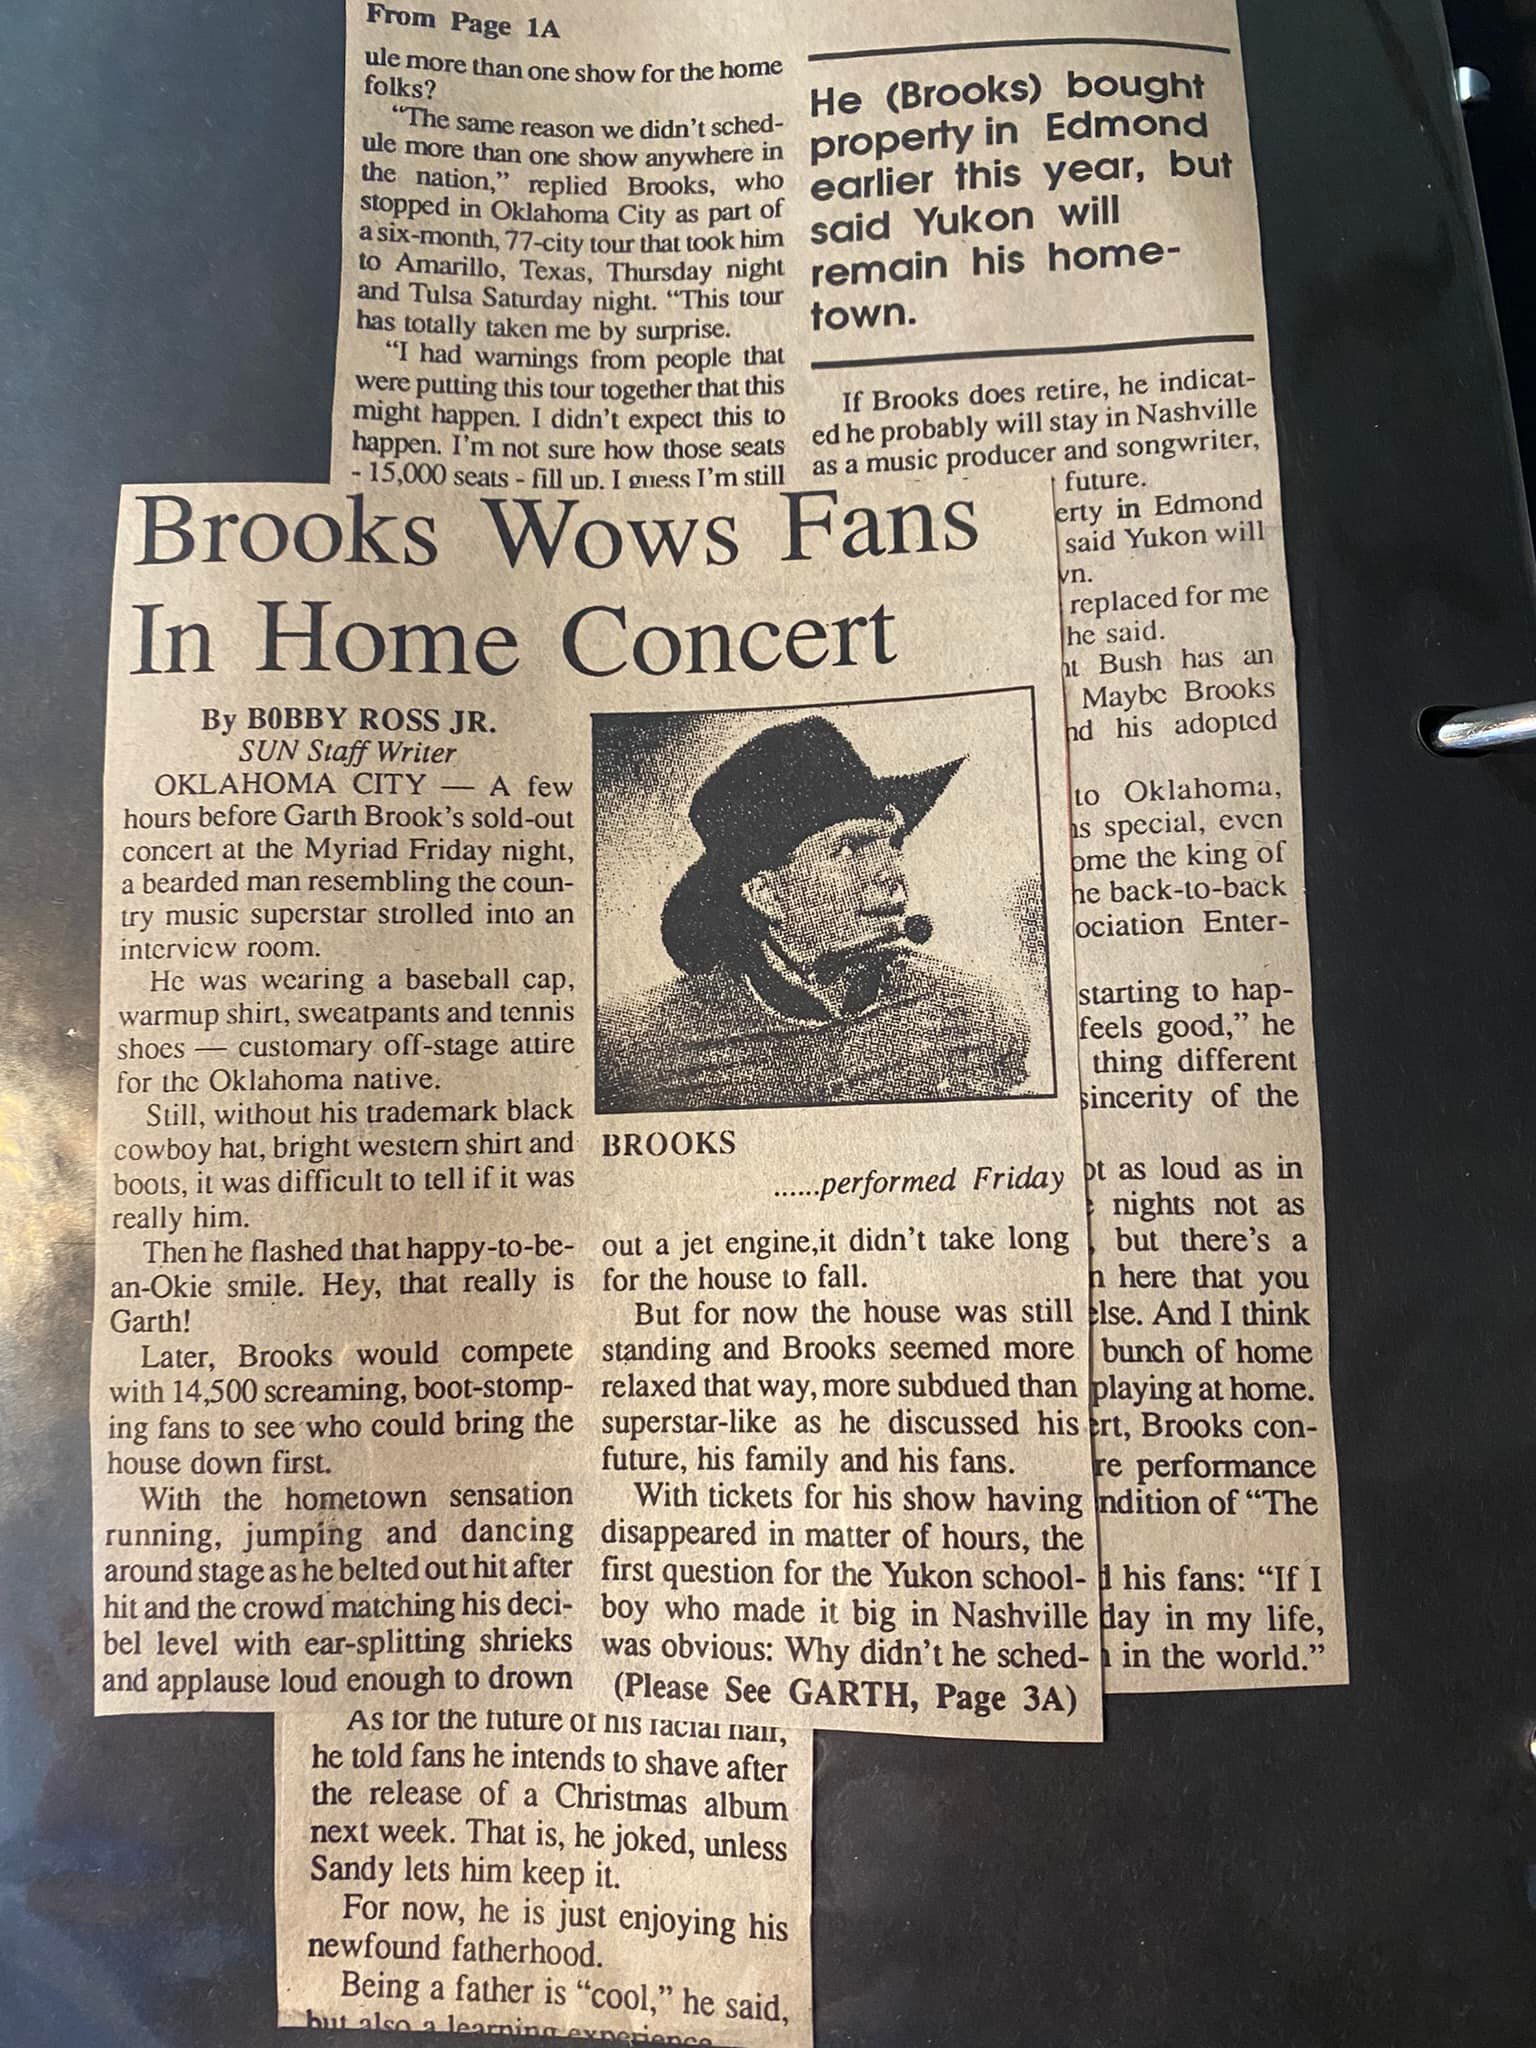 From Page 1A
ule more than one show for the home
folks?
“The same reason we didn’t sched-
ule more than one show anywhere in
the nation,” replied Brooks, who
stopped in Oklahoma City as part of
a six-month, 77-city tour that took him
to Amarillo, Texas, Thursday night
and Tulsa Saturday night. “This tour
has totally taken me by surprise.
“I had warnings from people that
were putting this tour together that this
might happen. I didn’t expect this to
happen. I’m not sure how those seats
- 15,000 seats - fill up. I guess I’m still
He (Brooks) bought
property in Edmond
earlier this year, but
said Yukon will
remain his home-
town.
If Brooks does retire, he indicat-
ed he probably will stay in Nashville
as a music producer and songwriter,
future.
erty in Edmond
said Yukon will
vn.
replaced for me
he said.
Bush has an
Maybe Brooks
his adopted
to Oklahoma,
special, even
ome the king of
he back-to-back
ociation Enter-
starting to hap-
feels good,” he
thing different
sincerity of the
as loud as in
nights not as
, but there’s a
here that you
else. And I think
bunch of home
playing at home.
ert, Brooks con-
re performance
ndition of “The
his fans: “If I
day in my life,
in the world.”
Brooks Wows Fans
In Home Concert
By BOBBY ROSS JR.
SUN Staff Writer
OKLAHOMA CITY — A few
hours before Garth Brook’s sold-out
concert at the Myriad Friday night,
a bearded man resembling the coun-
try music superstar strolled into an
interview room.
He was wearing a baseball cap,
warmup shirt, sweatpants and tennis
shoes — customary off-stage attire
for the Oklahoma native.
Still, without his trademark black
cowboy hat, bright western shirt and
boots, it was difficult to tell if it was
really him.
Then he flashed that happy-to-be-
an-Okie smile. Hey, that really is
Garth!
Later, Brooks would compete
with 14,500 screaming, boot-stomp-
ing fans to see who could bring the
house down first.
With the hometown sensation
running, jumping and dancing
around stage as he belted out hit after
hit and the crowd matching his deci-
bel level with ear-splitting shrieks
and applause loud enough to drown
BROOKS
......performed Friday
out a jet engine,it didn’t take long
for the house to fall.
But for now the house was still
standing and Brooks seemed more
relaxed that way, more subdued than
superstar-like as he discussed his
future, his family and his fans.
With tickets for his show having
disappeared in matter of hours, the
first question for the Yukon school-
boy who made it big in Nashville
was obvious: Why didn’t he sched-
(Please See GARTH, Page 3A)
As for the future of his facial hair,
he told fans he intends to shave after
the release of a Christmas album
next week. That is, he joked, unless
Sandy lets him keep it.
For now, he is just enjoying his
newfound fatherhood.
Being a father is “cool,” he said,
but also a learning experience